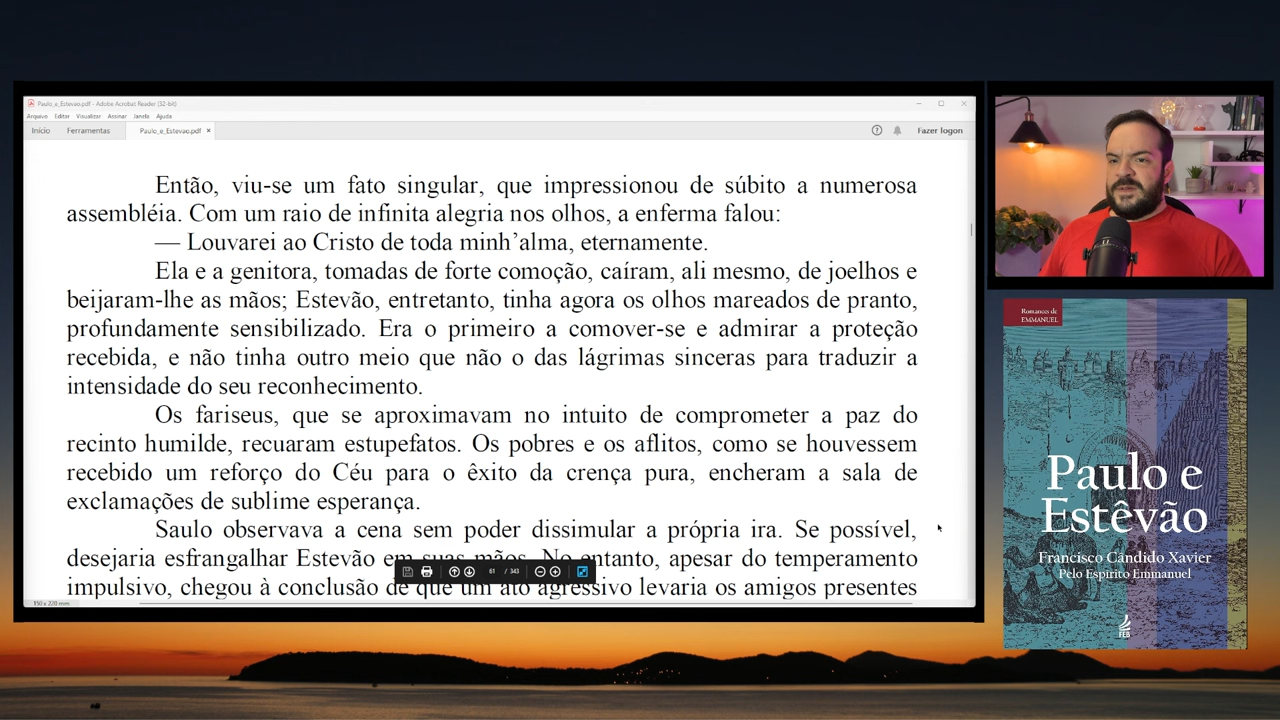 Paulo_e_Estevao.pdf - Adobe Acrobat Reader (32-bit)
Arquivo Editar Visualizar Assinar Janela Ajuda
Início Ferramentas Paulo_e_Estevao.pdf × Fazer logon
Então, viu-se um fato singular, que impressionou de súbito a numerosa
assembléia. Com um raio de infinita alegria nos olhos, a enferma falou:
— Louvarei ao Cristo de toda minh’alma, eternamente.
Ela e a genitora, tomadas de forte comoção, caíram, ali mesmo, de joelhos e
beijaram-lhe as mãos; Estevão, entretanto, tinha agora os olhos mareados de pranto,
profundamente sensibilizado. Era o primeiro a comover-se e admirar a proteção
recebida, e não tinha outro meio que não o das lágrimas sinceras para traduzir a
intensidade do seu reconhecimento.
Os fariseus, que se aproximavam no intuito de comprometer a paz do
recinto humilde, recuaram estupefatos. Os pobres e os aflitos, como se houvessem
recebido um reforço do Céu para o êxito da crença pura, encheram a sala de
exclamações de sublime esperança.
Saulo observava a cena sem poder dissimular a própria ira. Se possível,
desejaria esfrangalhar Estevão em suas mãos. No entanto, apesar do temperamento
impulsivo, chegou à conclusão de que um ato agressivo levaria os amigos presentes
61 / 343
150 x 220 mm
Romances de
EMMANUEL
Paulo e
Estêvão
Francisco Cândido Xavier
Pelo Espírito Emmanuel
FEB